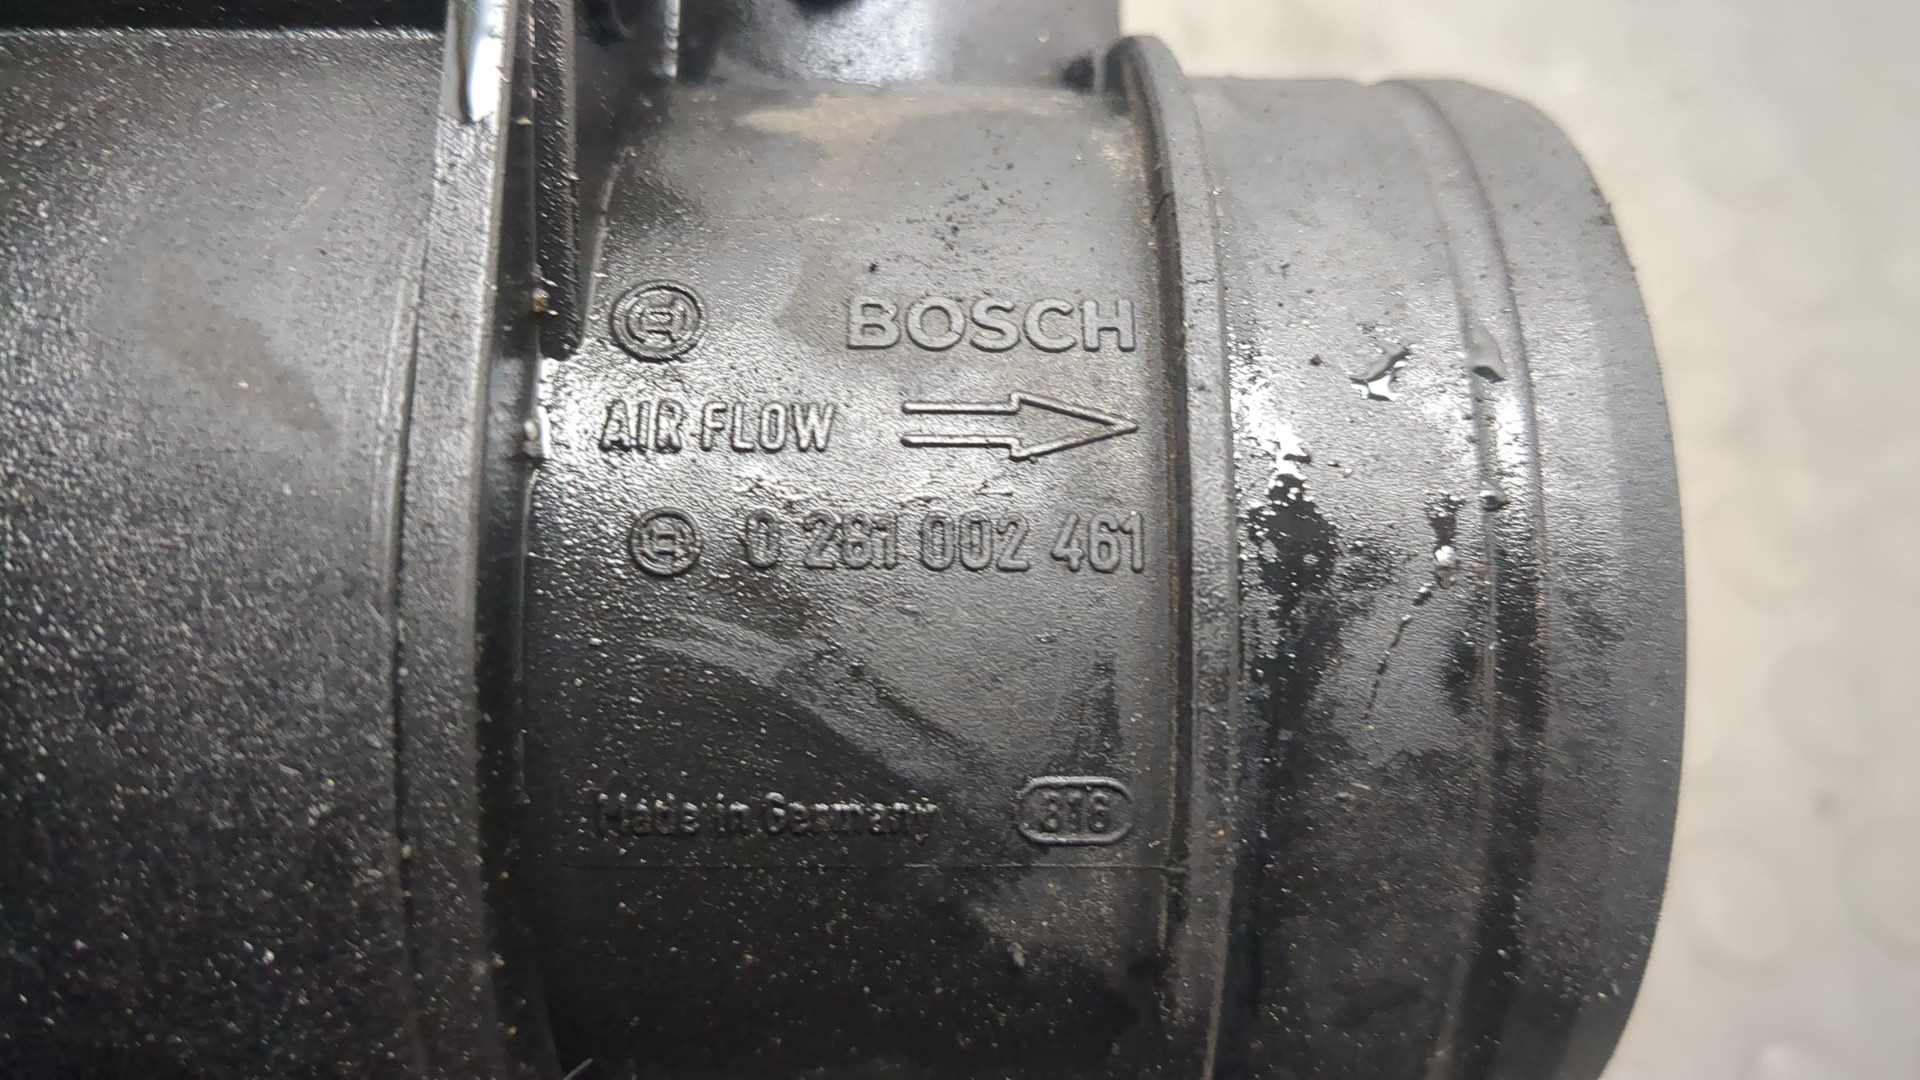 BOSCH
AIR FLOW
0 281 002 461
Made in Germany 316